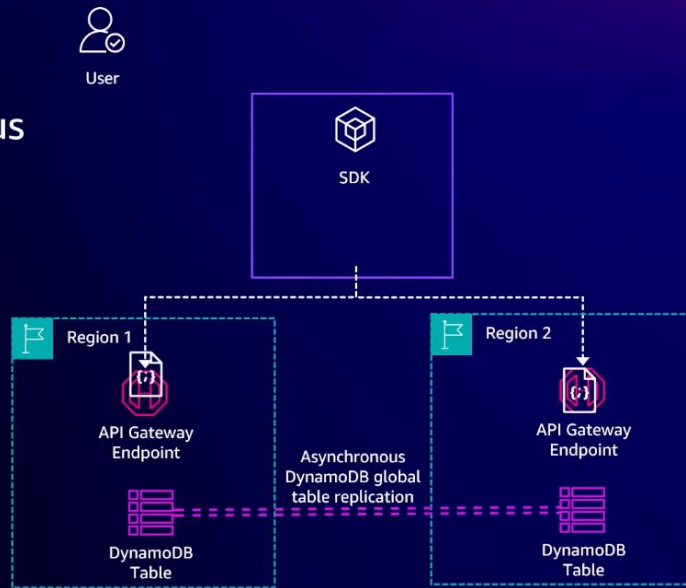 User
us
SDK
Region 1
Region 2
{;}
{;}
API Gateway
Endpoint
API Gateway
Endpoint
Asynchronous
DynamoDB global
table replication
DynamoDB
Table
DynamoDB
Table